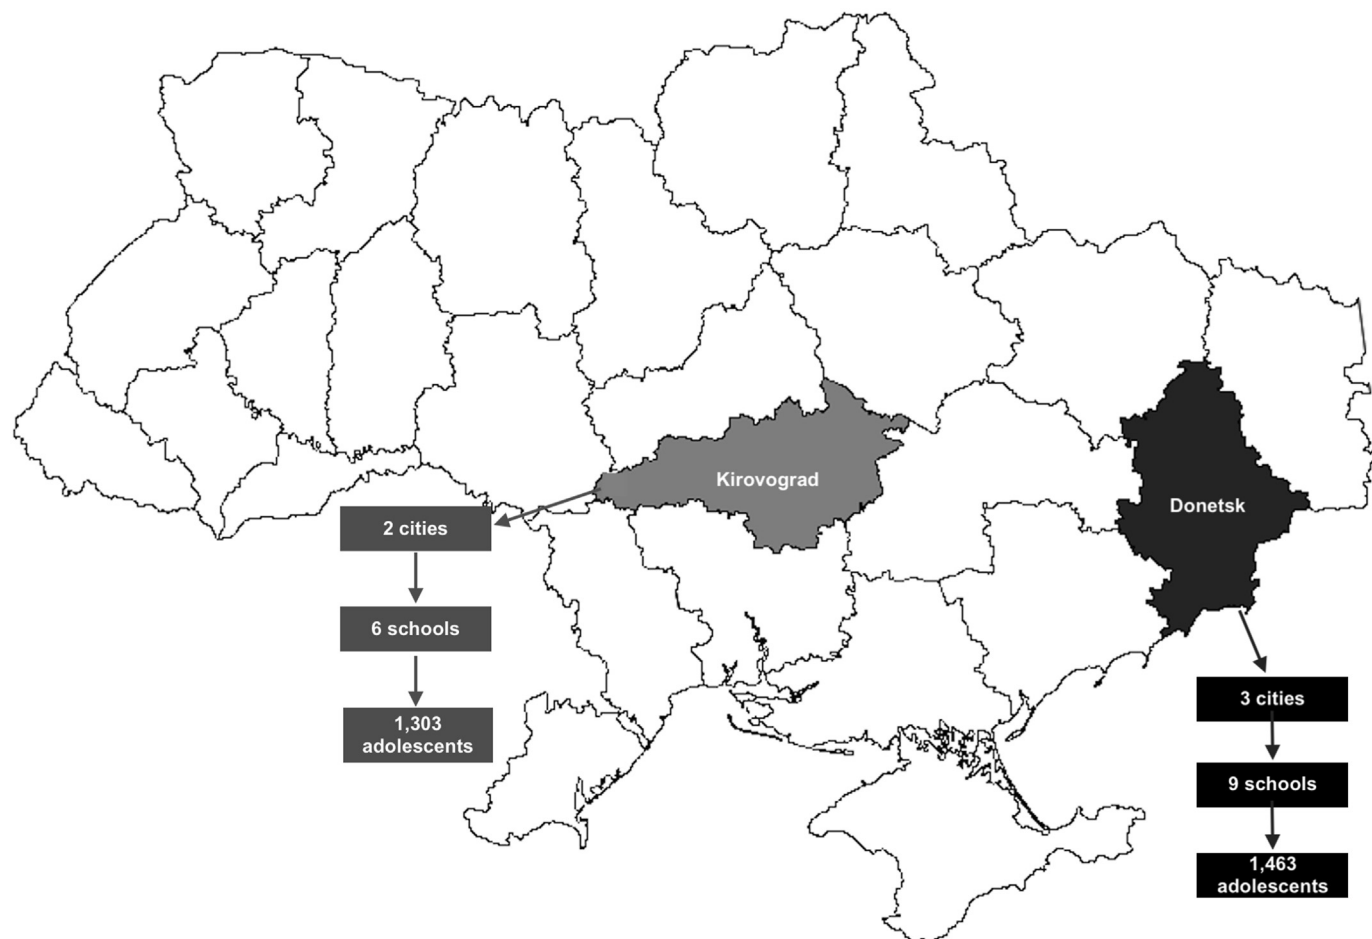 Kirovograd
Donetsk
2 cities
6 schools
1,303
adolescents
3 cities
9 schools
1,463
adolescents